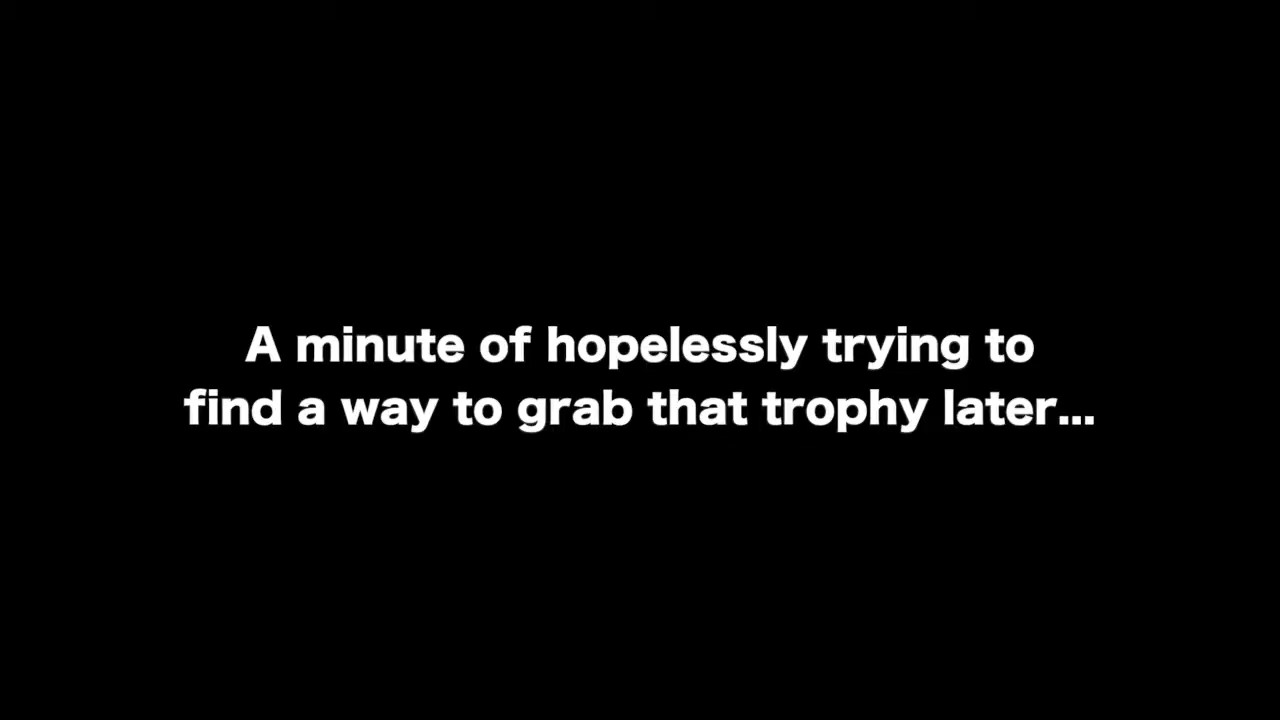 A minute of hopelessly trying to
find a way to grab that trophy later...